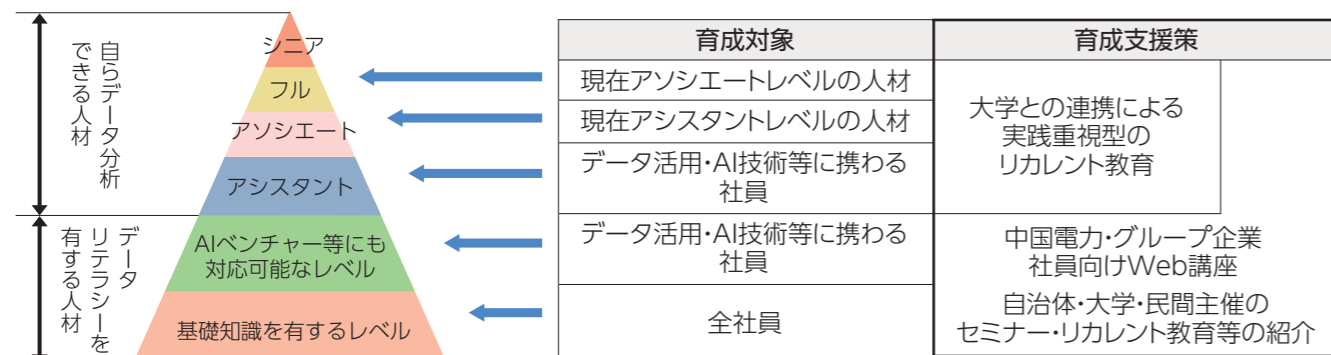 自らデータ分析
できる人材
データ
リテラシーを
有する人材
シニア
フル
アソシエート
アシスタント
AIベンチャー等にも
対応可能なレベル
基礎知識を有するレベル
育成対象
育成支援策
現在アソシエートレベルの人材
現在アシスタントレベルの人材
データ活用・AI技術等に携わる
社員
データ活用・AI技術等に携わる
社員
全社員
大学との連携による
実践重視型の
リカレント教育
中国電力・グループ企業
社員向けWeb講座
自治体・大学・民間主催の
セミナー・リカレント教育等の紹介